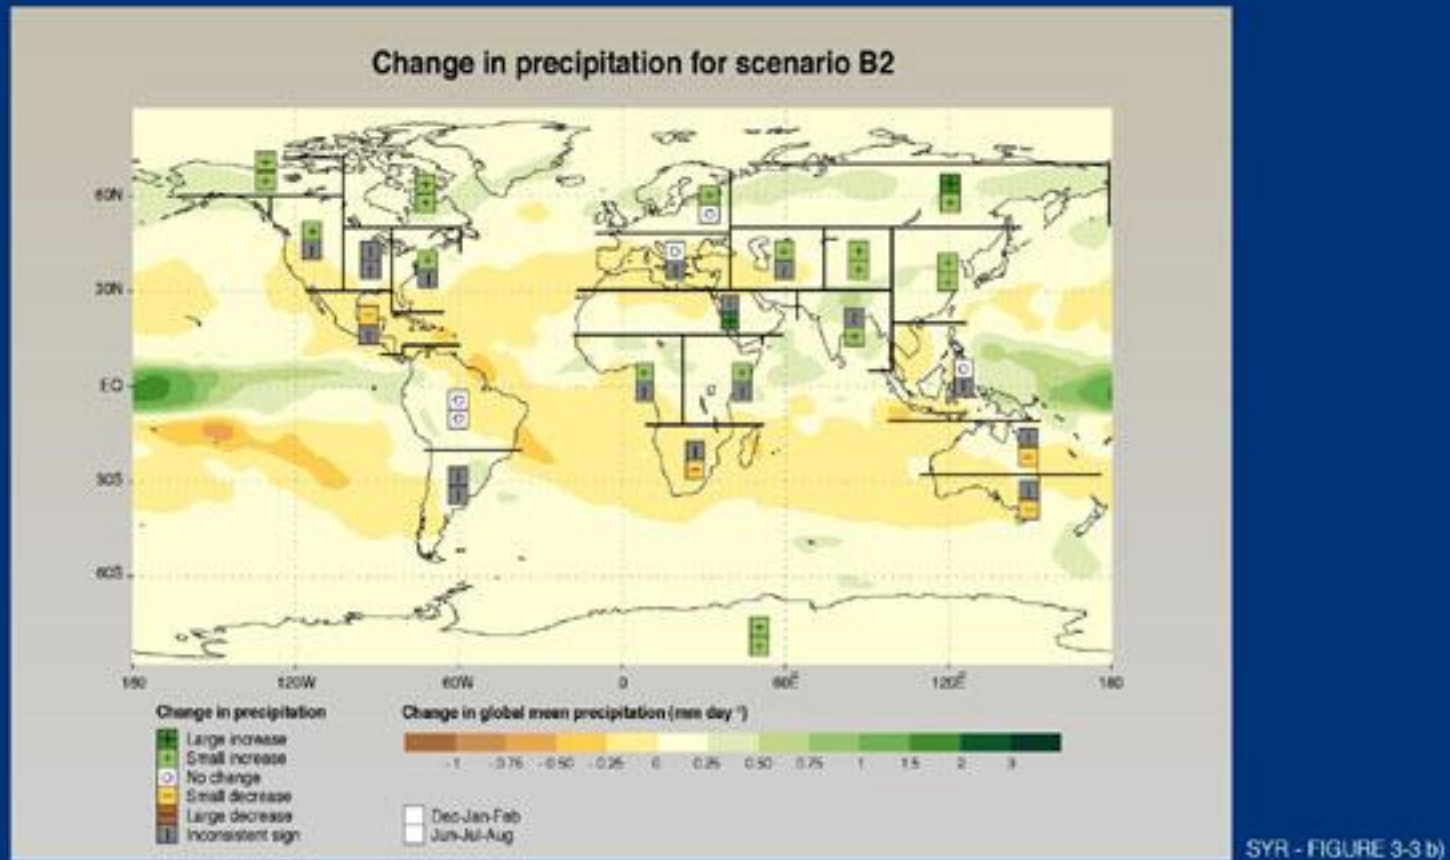 Change in precipitation for scenario B2
60N
30N
EQ
30S
60S
180 120W 60W 0 60E 120E 180
Change in precipitation
Large increase
Small increase
No change
Small decrease
Large decrease
Inconsistent sign
Change in global mean precipitation (mm day
-1 -0.75 -0.50 -0.25 0 0.25 0.50 0.75 1 1.5 2 3
Dec-Jan-Feb
Jun-Jul-Aug
SYR - FIGURE 3-3 b)